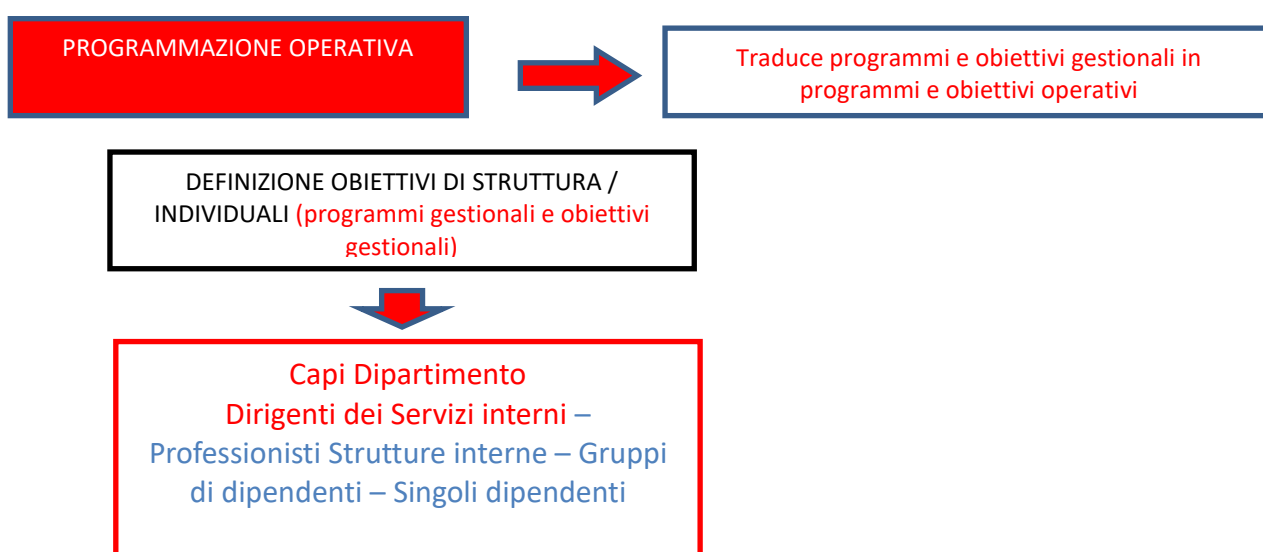 PROGRAMMAZIONE OPERATIVA
Traduce programmi e obiettivi gestionali in
programmi e obiettivi operativi
DEFINIZIONE OBIETTIVI DI STRUTTURA /
INDIVIDUALI (programmi gestionali e obiettivi
gestionali)
Capi Dipartimento
Dirigenti dei Servizi interni –
Professionisti Strutture interne – Gruppi
di dipendenti – Singoli dipendenti